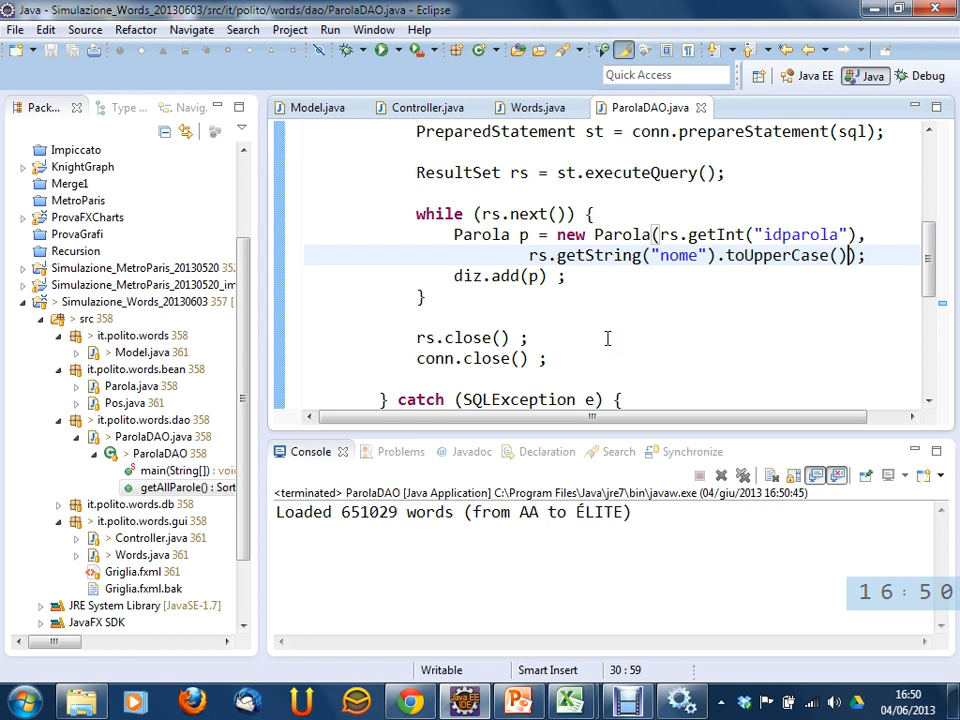 Java - Simulazione_Words_20130603/src/it/polito/words/dao/ParolaDAO.java - Eclipse
File Edit Source Refactor Navigate Search Project Run Window Help
Quick Access
Java EE Java Debug
Pack... Type ... Navig.
Model.java Controller.java Words.java ParolaDAO.java
Impiccato
KnightGraph
Merge1
MetroParis
ProvaFXCharts
ProvaGrafi
Recursion
Simulazione_MetroParis_20130520 352
Simulazione_MetroParis_20130520_im
> Simulazione_Words_20130603 357
> src 358
> it.polito.words 358
> Model.java 361
> it.polito.words.bean 358
> Parola.java 358
> Pos.java 361
> it.polito.words.dao 358
> ParolaDAO.java 358
> ParolaDAO 358
main(String[]) : voi
getAllParole() : Sort
it.polito.words.db 358
> it.polito.words.gui 358
> Controller.java 358
> Words.java 361
Griglia.fxml 361
Griglia.fxml.bak
JRE System Library [JavaSE-1.7]
JavaFX SDK
PreparedStatement st = conn.prepareStatement(sql);
ResultSet rs = st.executeQuery();
while (rs.next()) {
Parola p = new Parola(rs.getInt("idparola"),
rs.getString("nome").toUpperCase());
diz.add(p) ;
}
rs.close() ;
conn.close() ;
} catch (SQLException e) {
Console Problems Javadoc Declaration Search Synchronize
<terminated> ParolaDAO [Java Application] C:\Program Files\Java\jre7\bin\javaw.exe (04/giu/2013 16:50:45)
Loaded 651029 words (from AA to ÉLITE)
16:50
Writable Smart Insert 30 : 59
16:50
04/06/2013